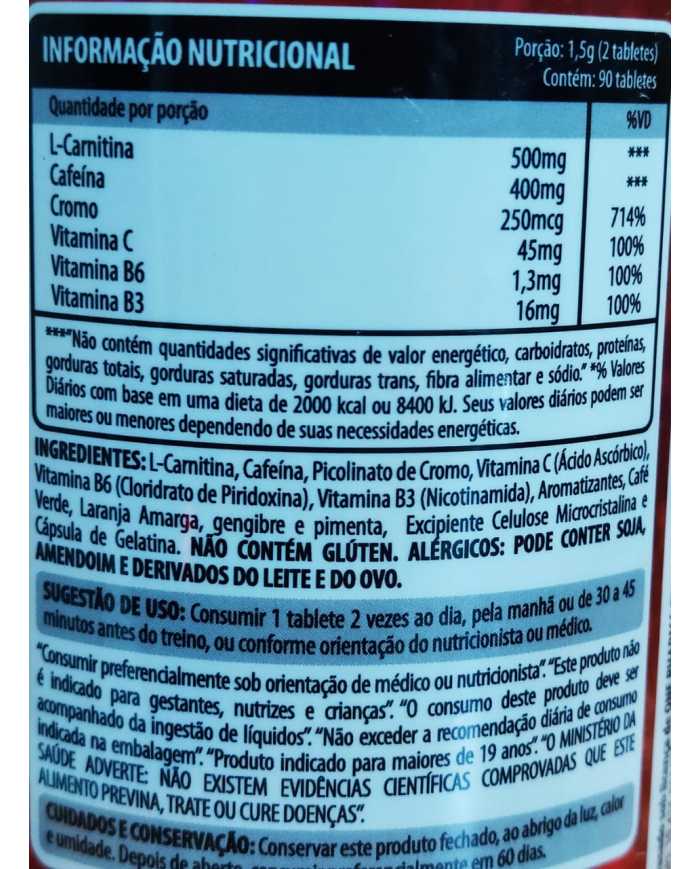 INFORMAÇÃO NUTRICIONAL
Porção: 1,5g (2 tabletes)
Contém: 90 tabletes
Quantidade por porção %VD
L-Carnitina 500mg ***
Cafeína 400mg ***
Cromo 250mcg 714%
Vitamina C 45mg 100%
Vitamina B6 1,3mg 100%
Vitamina B3 16mg 100%
***"Não contém quantidades significativas de valor energético, carboidratos, proteínas,
gorduras totais, gorduras saturadas, gorduras trans, fibra alimentar e sódio." *% Valores
Diários com base em uma dieta de 2000 kcal ou 8400 kJ. Seus valores diários podem ser
maiores ou menores dependendo de suas necessidades energéticas.
INGREDIENTES: L-Carnitina, Cafeína, Picolinato de Cromo, Vitamina C (Ácido Ascórbico),
Vitamina B6 (Cloridrato de Piridoxina), Vitamina B3 (Nicotinamida), Aromatizantes, Café
Verde, Laranja Amarga, gengibre e pimenta, Excipiente Celulose Microcristalina e
Cápsula de Gelatina. NÃO CONTÉM GLÚTEN. ALÉRGICOS: PODE CONTER SOJA,
AMENDOIM E DERIVADOS DO LEITE E DO OVO.
SUGESTÃO DE USO: Consumir 1 tablete 2 vezes ao dia, pela manhã ou de 30 a 45
minutos antes do treino, ou conforme orientação do nutricionista ou médico.
"Consumir preferencialmente sob orientação de médico ou nutricionista". "Este produto não
é indicado para gestantes, nutrizes e crianças". "O consumo deste produto deve ser
acompanhado da ingestão de líquidos". "Não exceder a recomendação diária de consumo
indicada na embalagem". "Produto indicado para maiores de 19 anos". "O MINISTÉRIO DA
SAÚDE ADVERTE: NÃO EXISTEM EVIDÊNCIAS CIENTÍFICAS COMPROVADAS QUE ESTE
ALIMENTO PREVINA, TRATE OU CURE DOENÇAS".
CUIDADOS E CONSERVAÇÃO: Conservar este produto fechado, ao abrigo da luz, calor
e umidade. Depois de aberto, consumir preferencialmente em 60 dias.